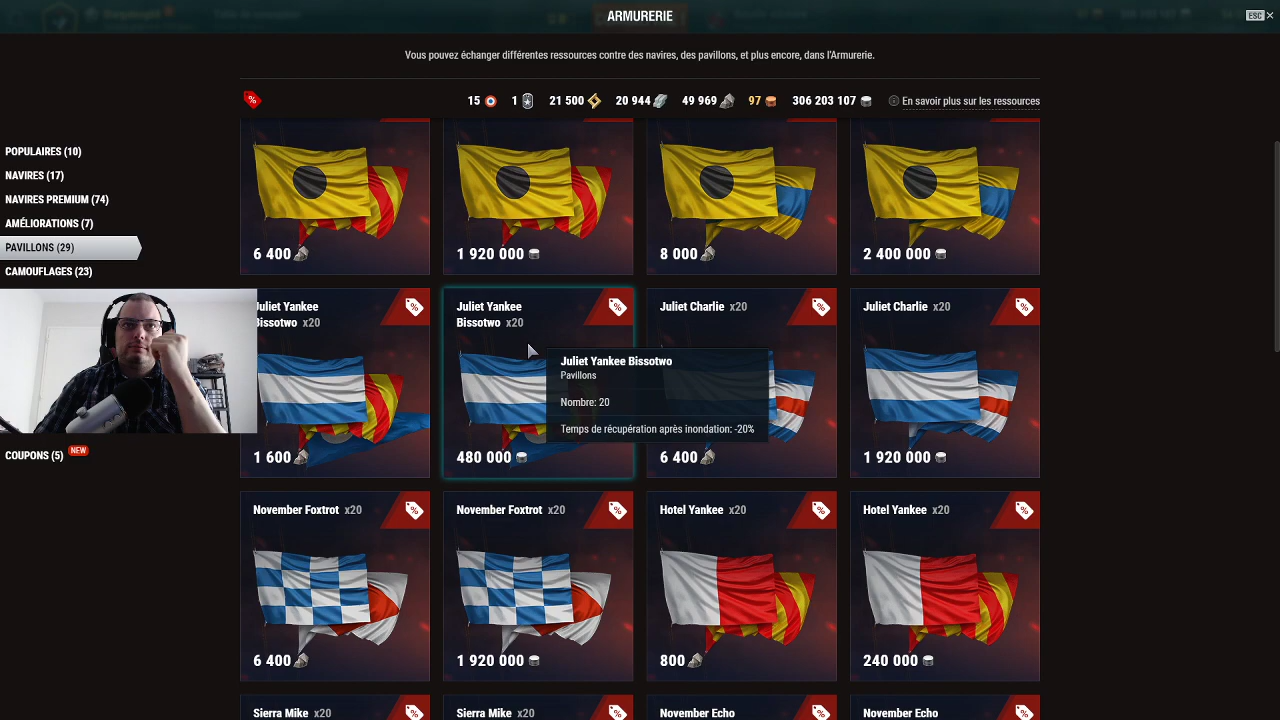 ARMURERIE
ESC
Vous pouvez échanger différentes ressources contre des navires, des pavillons, et plus encore, dans l'Armurerie.
15 1 21 500 20 944 49 969 97 306 203 107 En savoir plus sur les ressources
POPULAIRES (10)
NAVIRES (17)
NAVIRES PREMIUM (74)
AMÉLIORATIONS (7)
PAVILLONS (29)
CAMOUFLAGES (23)
COUPONS (5) NEW
6 400
1 920 000
8 000
2 400 000
Juliet Yankee
Bissotwo x20
1 600
Juliet Yankee
Bissotwo x20
480 000
Juliet Yankee Bissotwo
Pavillons
Nombre: 20
Temps de récupération après inondation: -20%
Juliet Charlie x20
6 400
Juliet Charlie x20
1 920 000
November Foxtrot x20
6 400
November Foxtrot x20
1 920 000
Hotel Yankee x20
800
Hotel Yankee x20
240 000
Sierra Mike x20
Sierra Mike x20
November Echo
November Echo